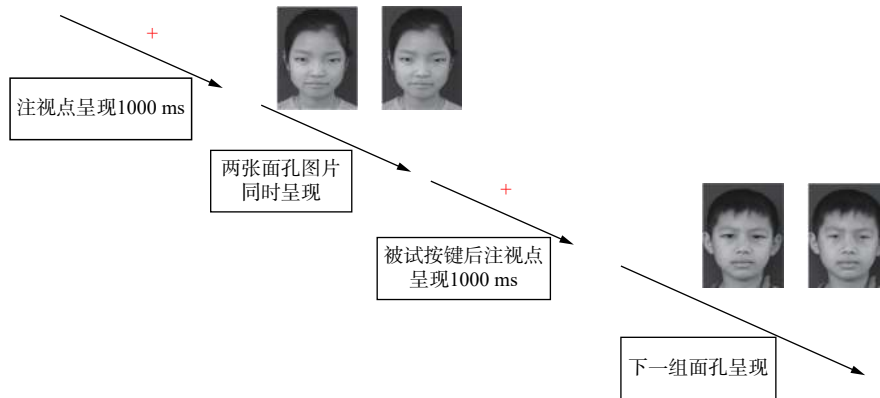 注视点呈现1000 ms
两张面孔图片
同时呈现
被试按键后注视点
呈现1000 ms
下一组面孔呈现